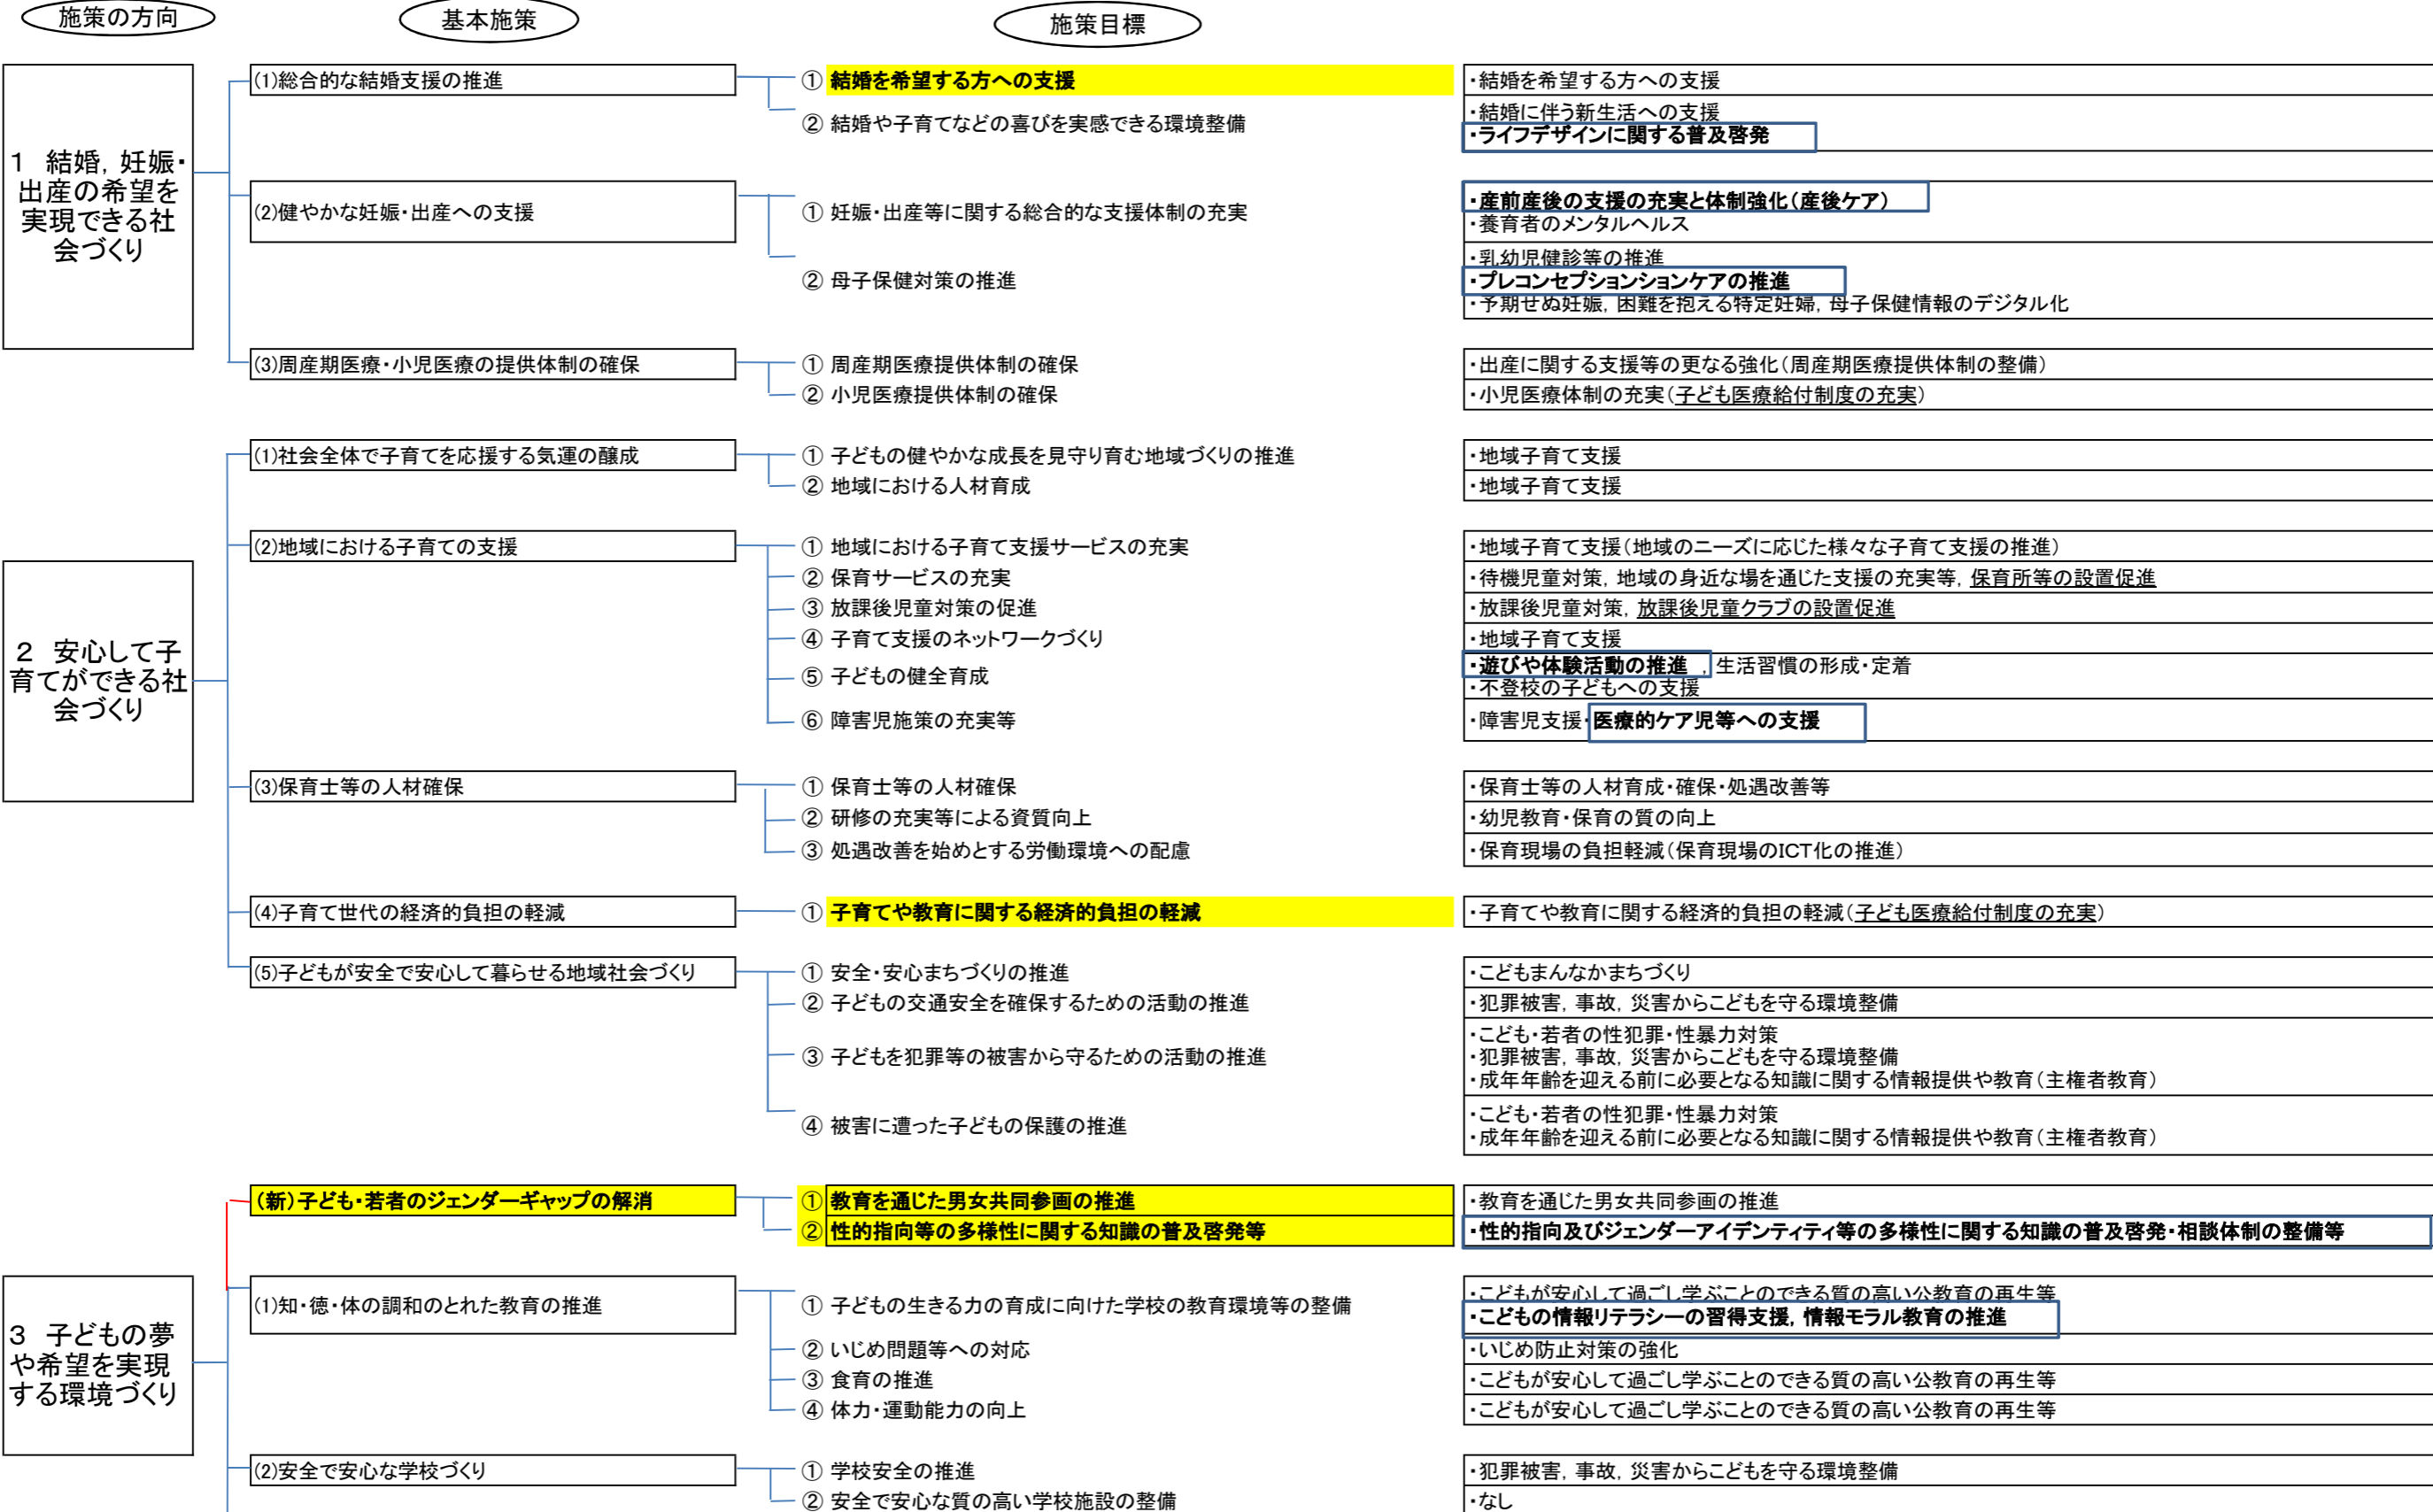 施策の方向
基本施策
施策目標
1 結婚，妊娠・
出産の希望を
実現できる社
会づくり
(1)総合的な結婚支援の推進
① 結婚を希望する方への支援
・結婚を希望する方への支援
② 結婚や子育てなどの喜びを実感できる環境整備
・結婚に伴う新生活への支援
・ライフデザインに関する普及啓発
(2)健やかな妊娠・出産への支援
① 妊娠・出産等に関する総合的な支援体制の充実
・産前産後の支援の充実と体制強化（産後ケア）
・養育者のメンタルヘルス
② 母子保健対策の推進
・乳幼児健診等の推進
・プレコンセプションションケアの推進
・予期せぬ妊娠，困難を抱える特定妊婦，母子保健情報のデジタル化
(3)周産期医療・小児医療の提供体制の確保
① 周産期医療提供体制の確保
・出産に関する支援等の更なる強化（周産期医療提供体制の整備）
② 小児医療提供体制の確保
・小児医療体制の充実（子ども医療給付制度の充実）
2 安心して子
育てができる社
会づくり
(1)社会全体で子育てを応援する気運の醸成
① 子どもの健やかな成長を見守り育む地域づくりの推進
・地域子育て支援
② 地域における人材育成
・地域子育て支援
(2)地域における子育ての支援
① 地域における子育て支援サービスの充実
・地域子育て支援（地域のニーズに応じた様々な子育て支援の推進）
② 保育サービスの充実
・待機児童対策，地域の身近な場を通じた支援の充実等，保育所等の設置促進
③ 放課後児童対策の促進
・放課後児童対策，放課後児童クラブの設置促進
④ 子育て支援のネットワークづくり
・地域子育て支援
⑤ 子どもの健全育成
・遊びや体験活動の推進，生活習慣の形成・定着
・不登校の子どもへの支援
⑥ 障害児施策の充実等
・障害児支援・医療的ケア児等への支援
(3)保育士等の人材確保
① 保育士等の人材確保
・保育士等の人材育成・確保・処遇改善等
② 研修の充実等による資質向上
・幼児教育・保育の質の向上
③ 処遇改善を始めとする労働環境への配慮
・保育現場の負担軽減（保育現場のICT化の推進）
(4)子育て世代の経済的負担の軽減
① 子育てや教育に関する経済的負担の軽減
・子育てや教育に関する経済的負担の軽減（子ども医療給付制度の充実）
(5)子どもが安全で安心して暮らせる地域社会づくり
① 安全・安心まちづくりの推進
・こどもまんなかまちづくり
② 子どもの交通安全を確保するための活動の推進
・犯罪被害，事故，災害からこどもを守る環境整備
③ 子どもを犯罪等の被害から守るための活動の推進
・こども・若者の性犯罪・性暴力対策
・犯罪被害，事故，災害からこどもを守る環境整備
・成年年齢を迎える前に必要となる知識に関する情報提供や教育（主権者教育）
④ 被害に遭った子どもの保護の推進
・こども・若者の性犯罪・性暴力対策
・成年年齢を迎える前に必要となる知識に関する情報提供や教育（主権者教育）
3 子どもの夢
や希望を実現
する環境づくり
（新）子ども・若者のジェンダーギャップの解消
① 教育を通じた男女共同参画の推進
・教育を通じた男女共同参画の推進
② 性的指向等の多様性に関する知識の普及啓発等
・性的指向及びジェンダーアイデンティティ等の多様性に関する知識の普及啓発・相談体制の整備等
(1)知・徳・体の調和のとれた教育の推進
① 子どもの生きる力の育成に向けた学校の教育環境等の整備
・こどもが安心して過ごし学ぶことのできる質の高い公教育の再生等
・こどもの情報リテラシーの習得支援，情報モラル教育の推進
② いじめ問題等への対応
・いじめ防止対策の強化
③ 食育の推進
・こどもが安心して過ごし学ぶことのできる質の高い公教育の再生等
④ 体力・運動能力の向上
・こどもが安心して過ごし学ぶことのできる質の高い公教育の再生等
(2)安全で安心な学校づくり
① 学校安全の推進
・犯罪被害，事故，災害からこどもを守る環境整備
② 安全で安心な質の高い学校施設の整備
・なし